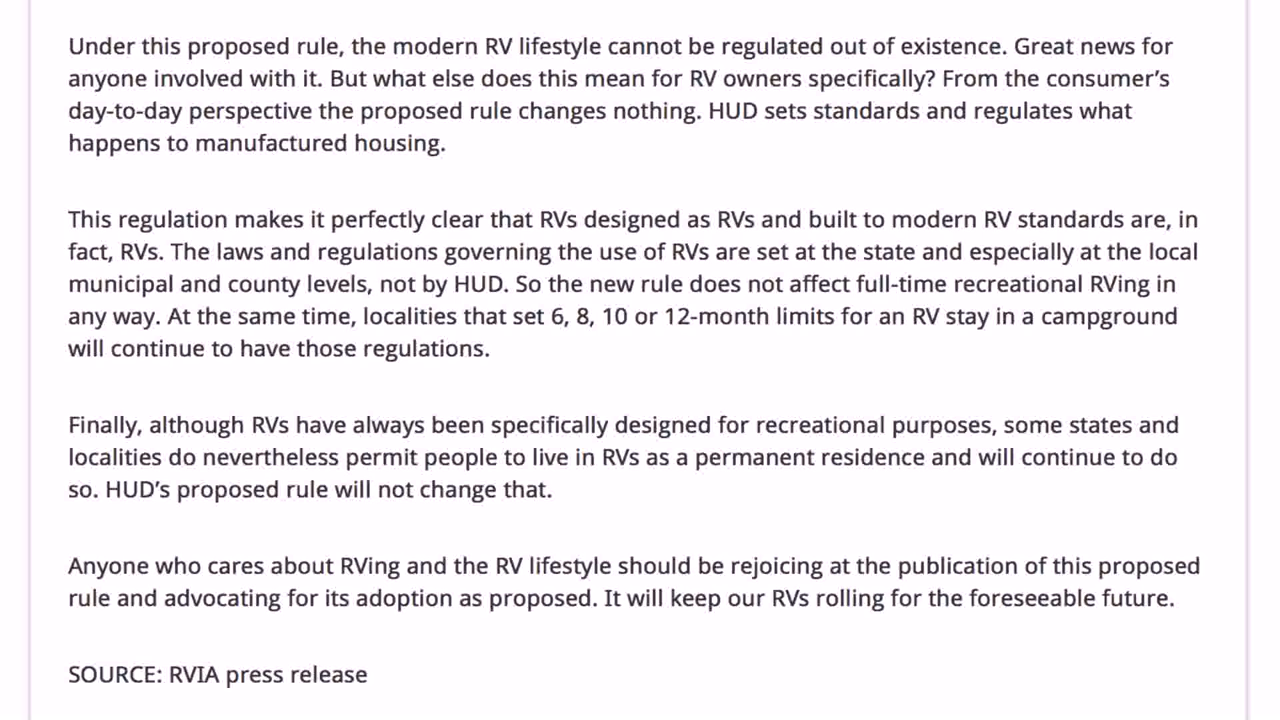 Under this proposed rule, the modern RV lifestyle cannot be regulated out of existence. Great news for
anyone involved with it. But what else does this mean for RV owners specifically? From the consumer’s
day-to-day perspective the proposed rule changes nothing. HUD sets standards and regulates what
happens to manufactured housing.
This regulation makes it perfectly clear that RVs designed as RVs and built to modern RV standards are, in
fact, RVs. The laws and regulations governing the use of RVs are set at the state and especially at the local
municipal and county levels, not by HUD. So the new rule does not affect full-time recreational RVing in
any way. At the same time, localities that set 6, 8, 10 or 12-month limits for an RV stay in a campground
will continue to have those regulations.
Finally, although RVs have always been specifically designed for recreational purposes, some states and
localities do nevertheless permit people to live in RVs as a permanent residence and will continue to do
so. HUD’s proposed rule will not change that.
Anyone who cares about RVing and the RV lifestyle should be rejoicing at the publication of this proposed
rule and advocating for its adoption as proposed. It will keep our RVs rolling for the foreseeable future.
SOURCE: RVIA press release